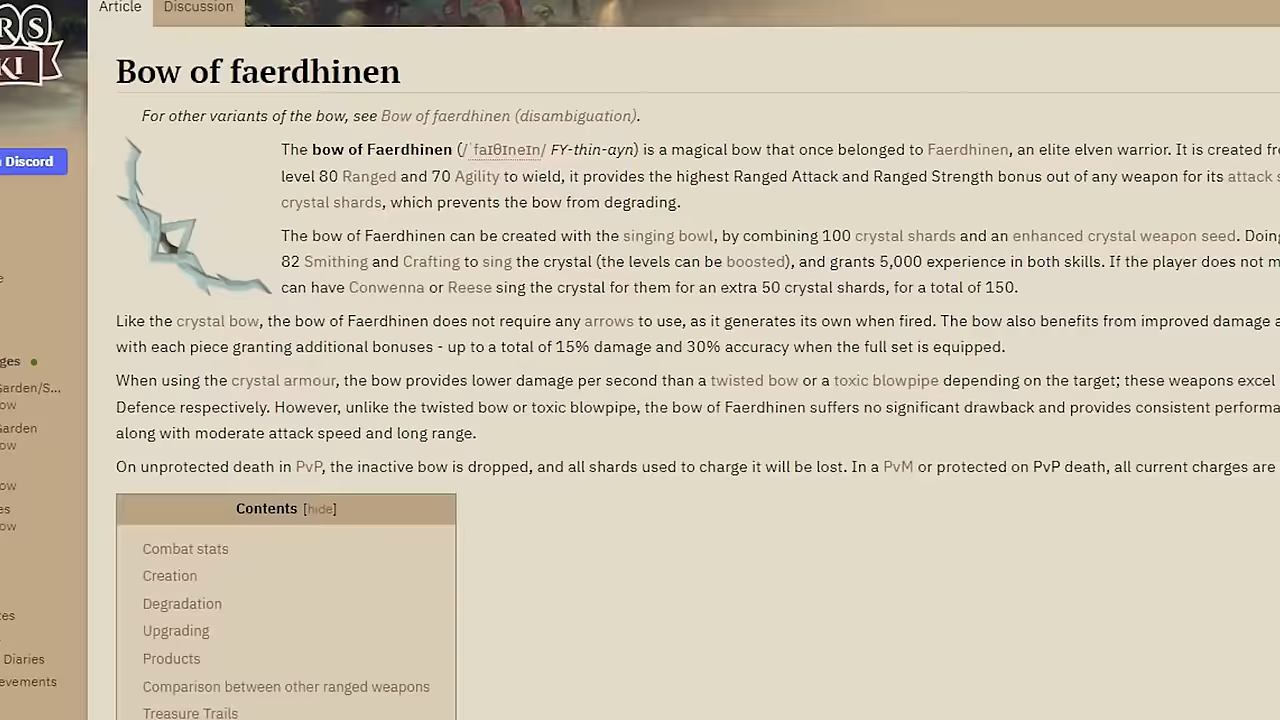 RS
KI
Article
Discussion
Discord
Bow of faerdhinen
For other variants of the bow, see Bow of faerdhinen (disambiguation).
The bow of Faerdhinen (/ˈfaɪθɪneɪn/ FY-thin-ayn) is a magical bow that once belonged to Faerdhinen, an elite elven warrior. It is created
level 80 Ranged and 70 Agility to wield, it provides the highest Ranged Attack and Ranged Strength bonus out of any weapon for its attack
crystal shards, which prevents the bow from degrading.
The bow of Faerdhinen can be created with the singing bowl, by combining 100 crystal shards and an enhanced crystal weapon seed. Doing
82 Smithing and Crafting to sing the crystal (the levels can be boosted), and grants 5,000 experience in both skills. If the player does not
can have Conwenna or Reese sing the crystal for them for an extra 50 crystal shards, for a total of 150.
Like the crystal bow, the bow of Faerdhinen does not require any arrows to use, as it generates its own when fired. The bow also benefits from improved damage
with each piece granting additional bonuses - up to a total of 15% damage and 30% accuracy when the full set is equipped.
When using the crystal armour, the bow provides lower damage per second than a twisted bow or a toxic blowpipe depending on the target; these weapons excel
Defence respectively. However, unlike the twisted bow or toxic blowpipe, the bow of Faerdhinen suffers no significant drawback and provides consistent performa
along with moderate attack speed and long range.
On unprotected death in PvP, the inactive bow is dropped, and all shards used to charge it will be lost. In a PvM or protected on PvP death, all current charges are
Contents [hide]
Combat stats
Creation
Degradation
Upgrading
Products
Comparison between other ranged weapons
Treasure Trails
ges
Garden/S...
ow
Garden
ow
ow
es
ow
tes
Diaries
evements